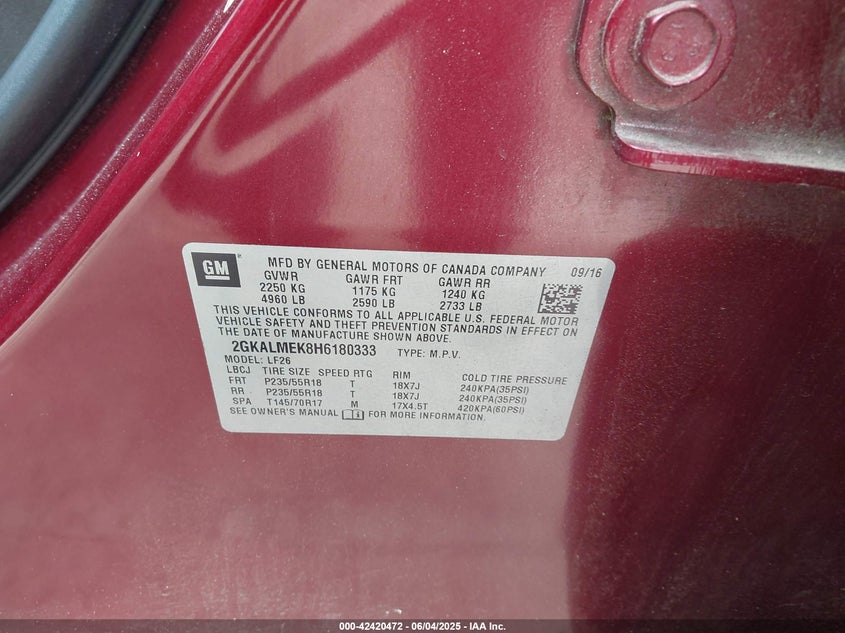 GM
MFD BY GENERAL MOTORS OF CANADA COMPANY 09/16
GVWR GAWR FRT GAWR RR
2250 KG 1175 KG 1240 KG
4960 LB 2590 LB 2733 LB
THIS VEHICLE CONFORMS TO ALL APPLICABLE U.S. FEDERAL MOTOR
VEHICLE SAFETY AND THEFT PREVENTION STANDARDS IN EFFECT ON
THE DATE OF MANUFACTURE SHOWN ABOVE.
2GKALMEK8H6180333 TYPE: M.P.V.
MODEL: LF26
LBCJ TIRE SIZE SPEED RTG RIM COLD TIRE PRESSURE
FRT P235/55R18 T 18X7J 240KPA(35PSI)
RR P235/55R18 T 18X7J 240KPA(35PSI)
SPA T145/70R17 M 17X4.5T 420KPA(60PSI)
SEE OWNER'S MANUAL FOR MORE INFORMATION.
000-42420472 - 06/04/2025 - IAA Inc.